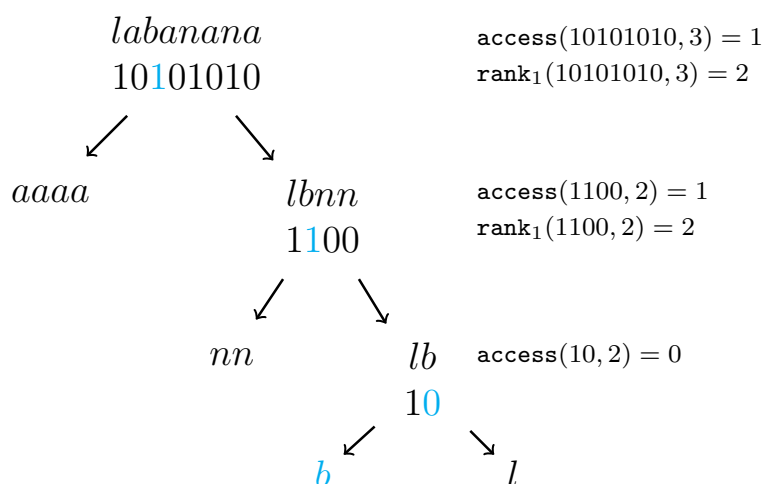 labanana
10101010
access(10101010, 3) = 1
rank₁(10101010, 3) = 2
aaaa
lbnn
1100
access(1100, 2) = 1
rank₁(1100, 2) = 2
nn
lb
10
access(10, 2) = 0
b
l